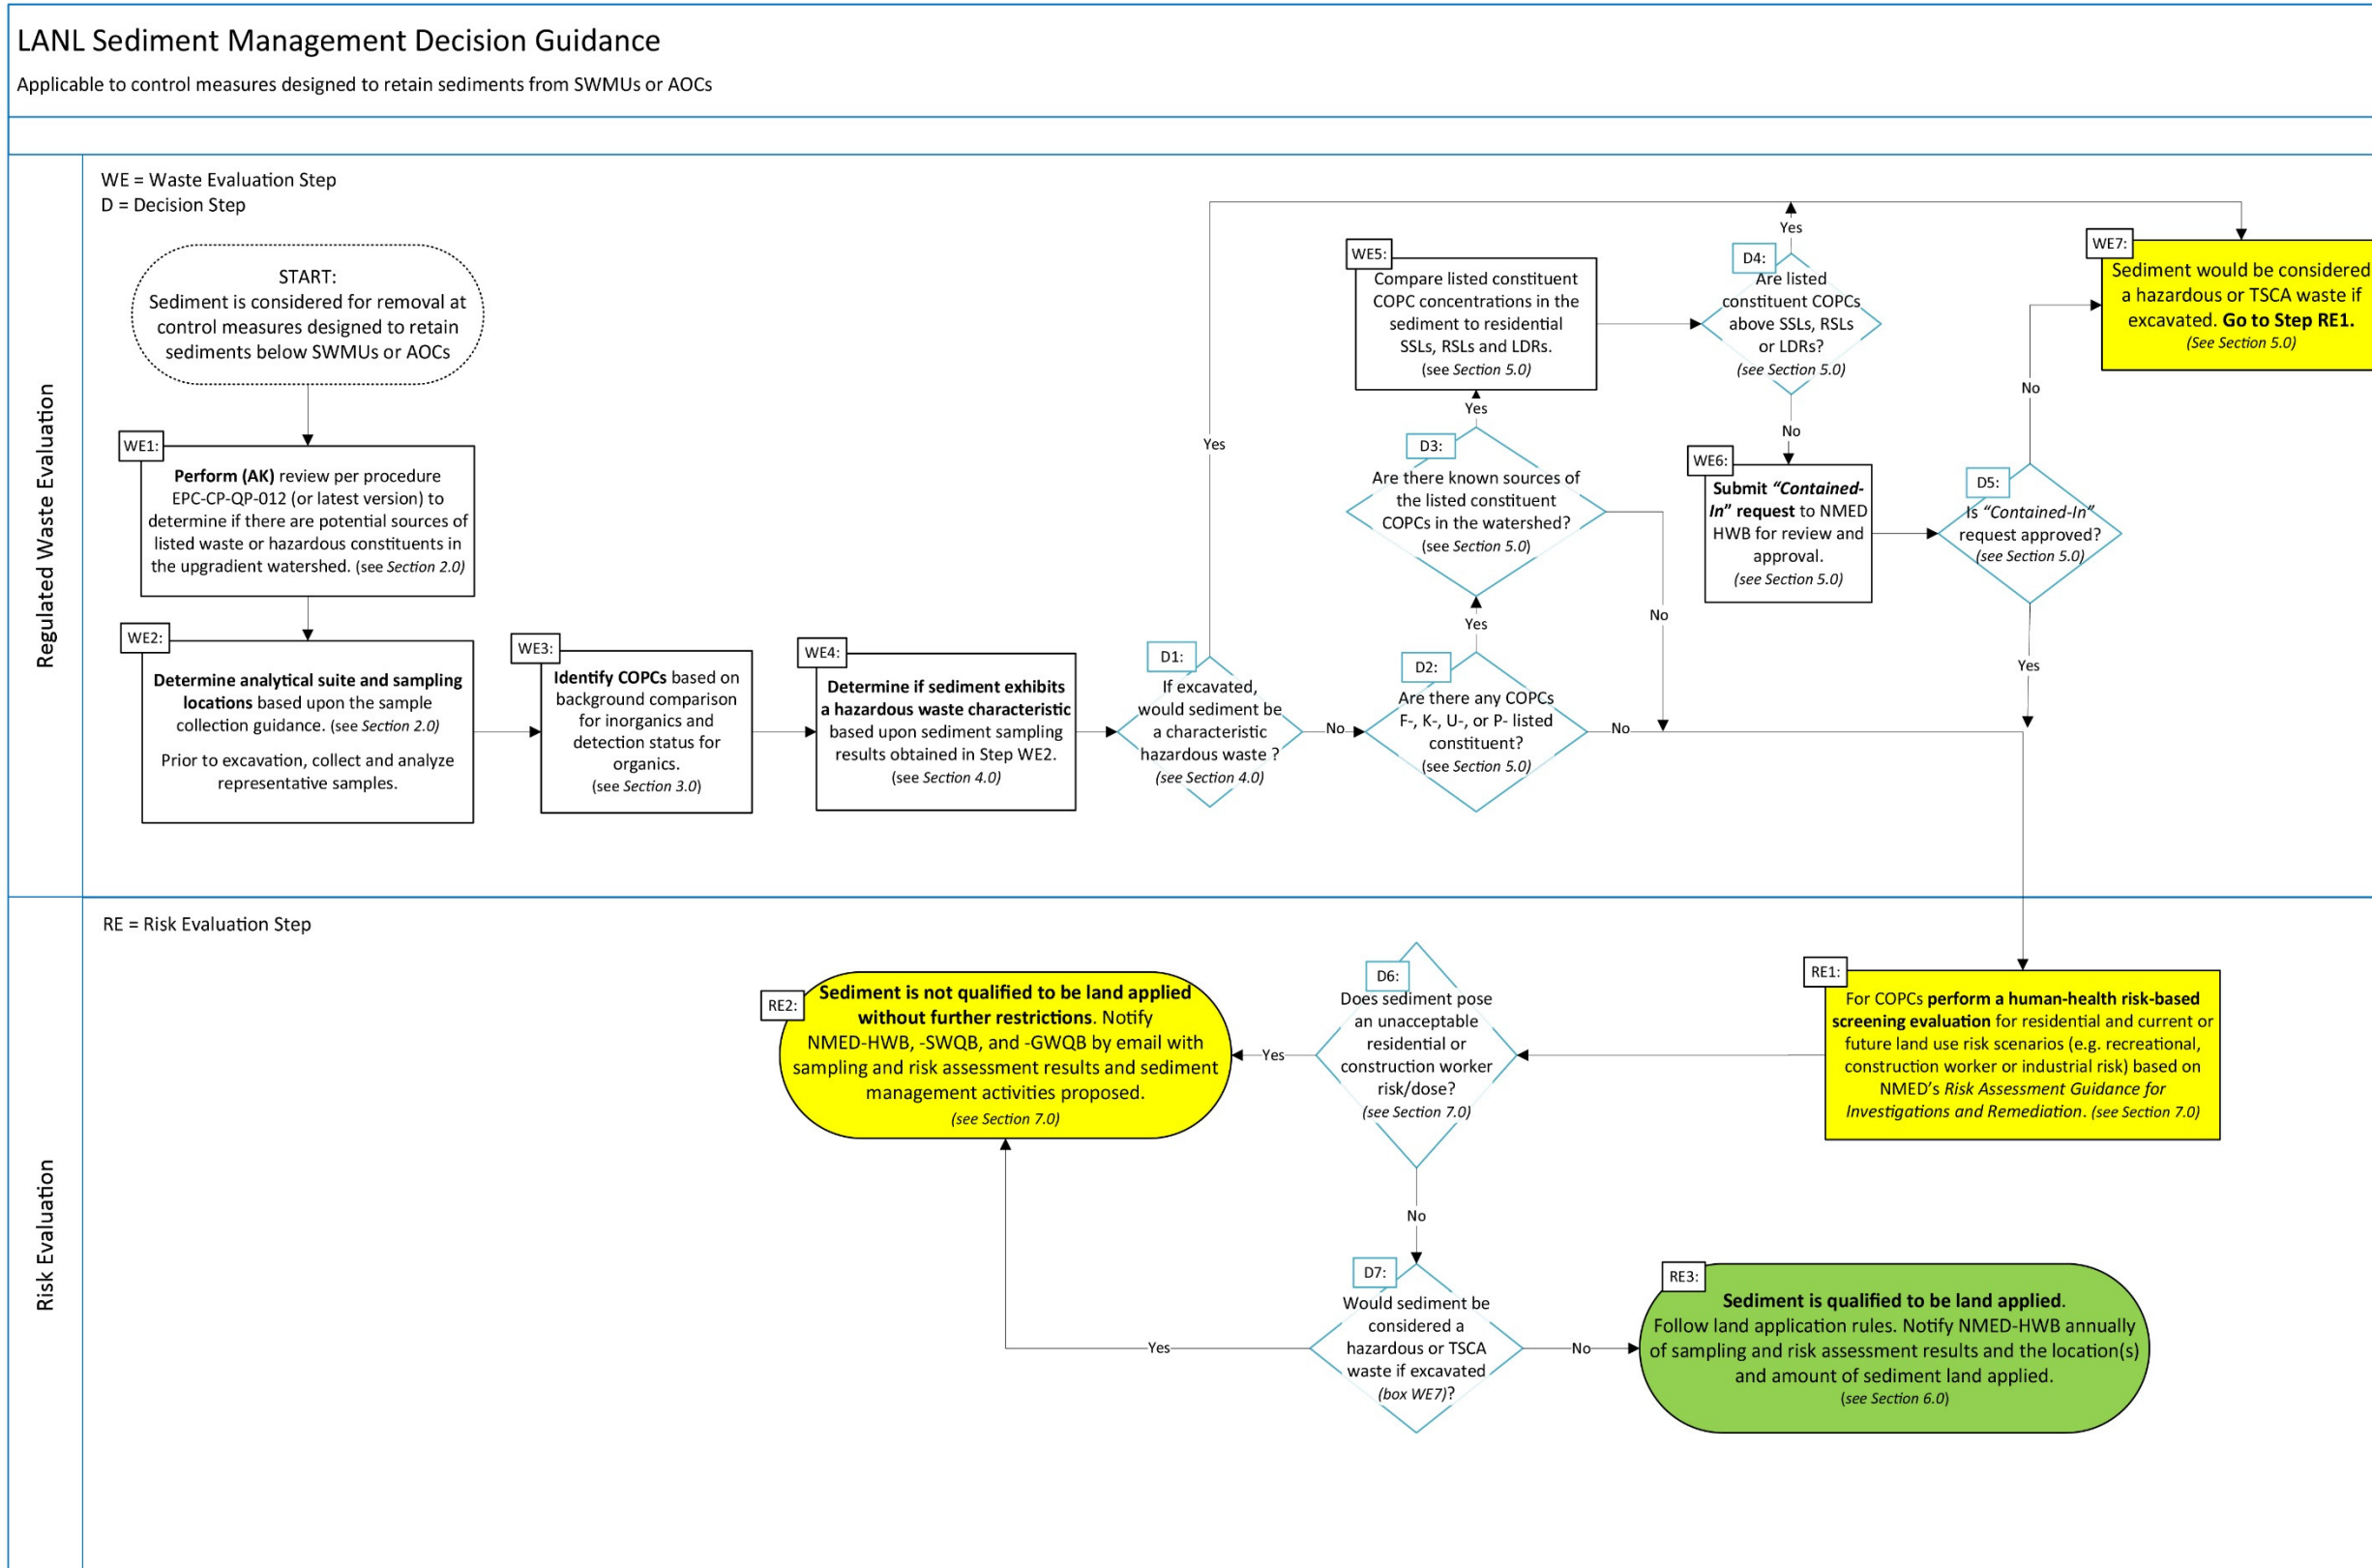 LANL Sediment Management Decision Guidance
Applicable to control measures designed to retain sediments from SWMUs or AOCs
Regulated Waste Evaluation
WE = Waste Evaluation Step
D = Decision Step
START:
Sediment is considered for removal at
control measures designed to retain
sediments below SWMUs or AOCs
WE1:
Perform (AK) review per procedure
EPC-CP-QP-012 (or latest version) to
determine if there are potential sources of
listed waste or hazardous constituents in
the upgradient watershed. (see Section 2.0)
WE2:
Determine analytical suite and sampling
locations based upon the sample
collection guidance. (see Section 2.0)
Prior to excavation, collect and analyze
representative samples.
WE3:
Identify COPCs based on
background comparison
for inorganics and
detection status for
organics.
(see Section 3.0)
WE4:
Determine if sediment exhibits
a hazardous waste characteristic
based upon sediment sampling
results obtained in Step WE2.
(see Section 4.0)
D1:
If excavated,
would sediment be
a characteristic
hazardous waste ?
(see Section 4.0)
Yes
No
D2:
Are there any COPCs
F-, K-, U-, or P- listed
constituent?
(see Section 5.0)
Yes
No
D3:
Are there known sources of
the listed constituent
COPCs in the watershed?
(see Section 5.0)
Yes
No
WE5:
Compare listed constituent
COPC concentrations in the
sediment to residential
SSLs, RSLs and LDRs.
(see Section 5.0)
D4:
Are listed
constituent COPCs
above SSLs, RSLs
or LDRs?
(see Section 5.0)
Yes
No
WE6:
Submit “Contained-
In” request to NMED
HWB for review and
approval.
(see Section 5.0)
D5:
Is “Contained-In”
request approved?
(see Section 5.0)
No
Yes
WE7:
Sediment would be considered
a hazardous or TSCA waste if
excavated. Go to Step RE1.
(See Section 5.0)
Risk Evaluation
RE = Risk Evaluation Step
RE1:
For COPCs perform a human-health risk-based
screening evaluation for residential and current or
future land use risk scenarios (e.g. recreational,
construction worker or industrial risk) based on
NMED’s Risk Assessment Guidance for
Investigations and Remediation. (see Section 7.0)
D6:
Does sediment pose
an unacceptable
residential or
construction worker
risk/dose?
(see Section 7.0)
Yes
No
RE2:
Sediment is not qualified to be land applied
without further restrictions. Notify
NMED-HWB, -SWQB, and -GWQB by email with
sampling and risk assessment results and sediment
management activities proposed.
(see Section 7.0)
D7:
Would sediment be
considered a
hazardous or TSCA
waste if excavated
(box WE7)?
Yes
No
RE3:
Sediment is qualified to be land applied.
Follow land application rules. Notify NMED-HWB annually
of sampling and risk assessment results and the location(s)
and amount of sediment land applied.
(see Section 6.0)